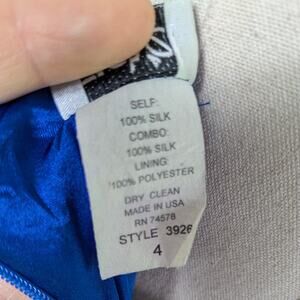 SELF:
100% SILK
COMBO:
100% SILK
LINING:
100% POLYESTER
DRY CLEAN
MADE IN USA
RN 74578
STYLE 3926
4